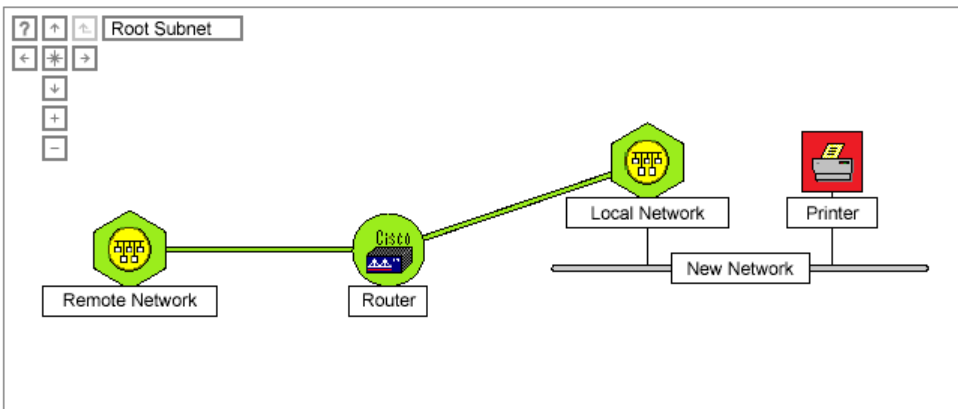 ? Root Subnet
+
-
Local Network
Printer
Cisco
New Network
Remote Network
Router